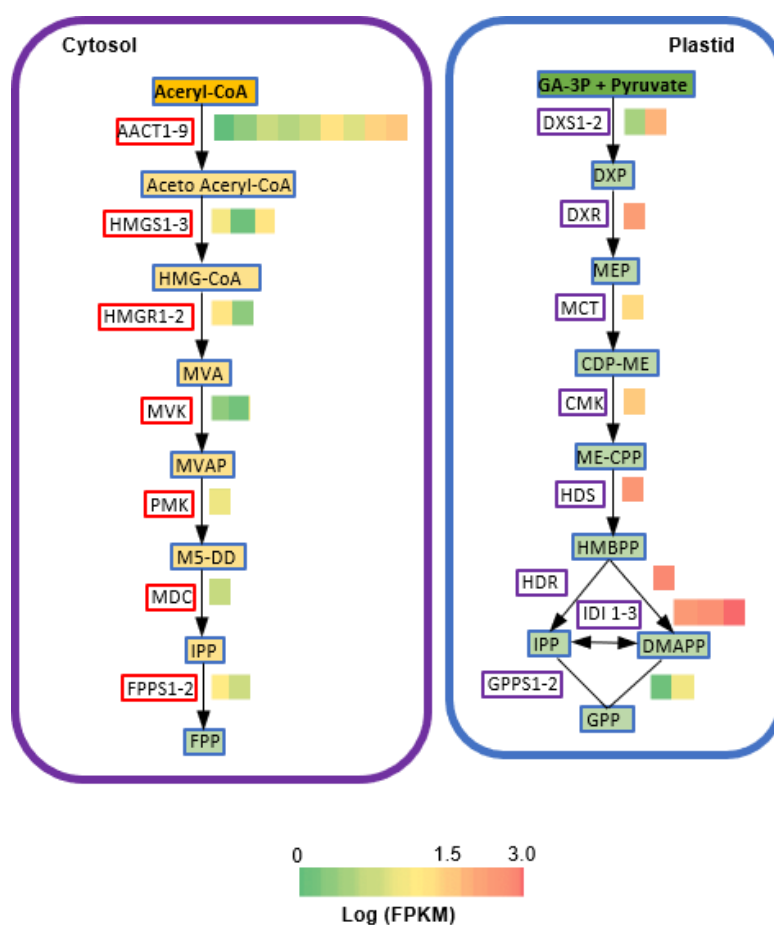 Cytosol
Aceryl-CoA
AACT1-9
Aceto Aceryl-CoA
HMGS1-3
HMG-CoA
HMGR1-2
MVA
MVK
MVAP
PMK
M5-DD
MDC
IPP
FPPS1-2
FPP
Plastid
GA-3P + Pyruvate
DXS1-2
DXP
DXR
MEP
MCT
CDP-ME
CMK
ME-CPP
HDS
HMBPP
HDR
IDI 1-3
IPP
DMAPP
GPPS1-2
GPP
0 1.5 3.0
Log (FPKM)